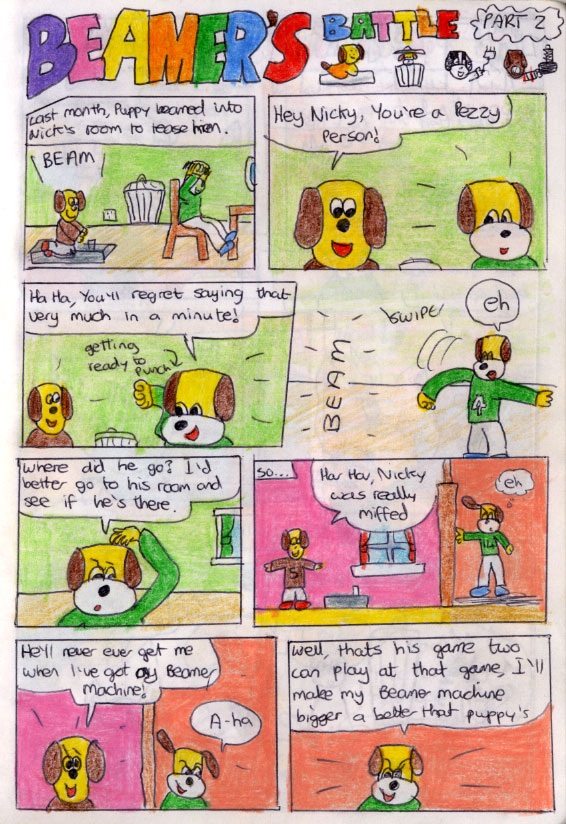 BEAMER'S BATTLE
PART 2
Last month, Puppy beamed into
Nick's room to tease him.
BEAM
Hey Nicky, You're a Pezzy
Person!
Ha Ha, You'll regret saying that
very much in a minute!
getting
ready to
punch
BEAM
SWIPE
eh
4
Where did he go? I'd
better go to his room and
see if he's there.
SO...
Har Har, Nicky
was really
miffed
eh
5
He'll never ever get me
when I've got my Beamer
machine!
A-ha
Well, thats his game two
can play at that game, I'll
make my Beamer machine
bigger a better that puppy's